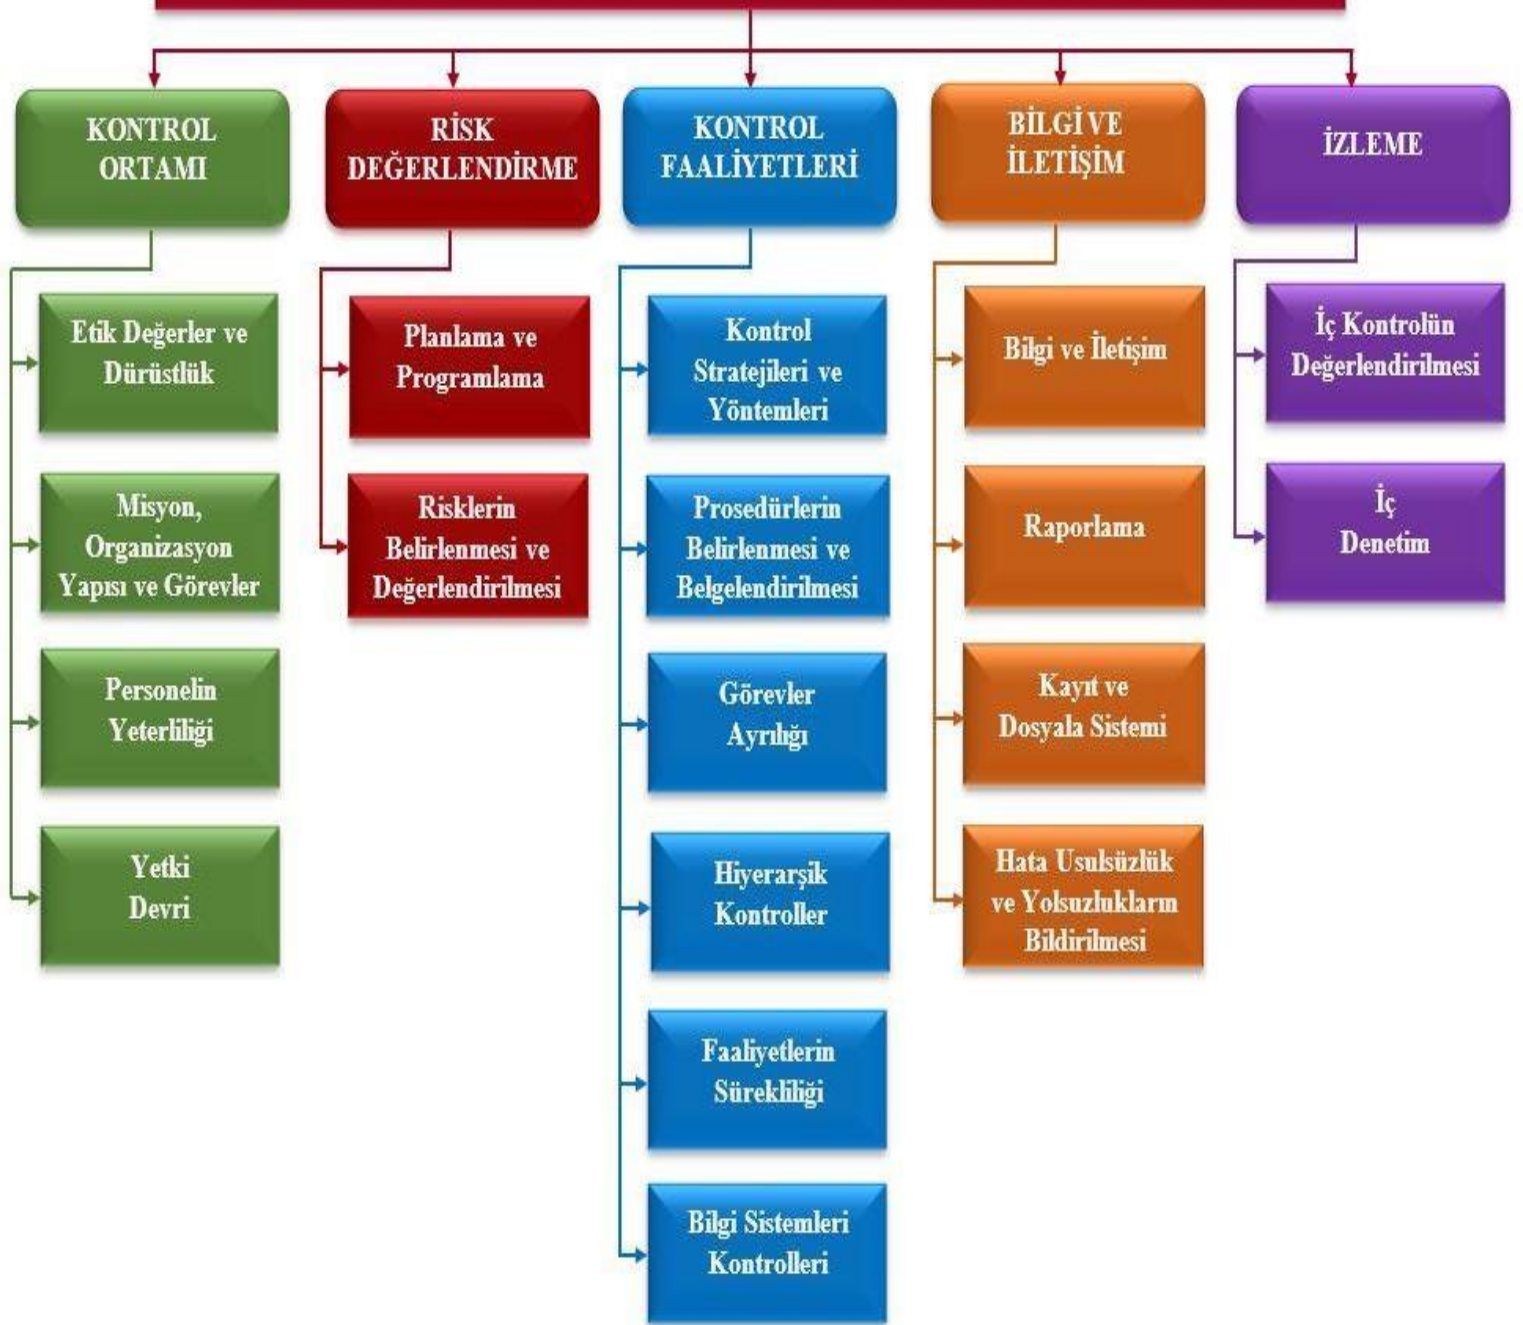 KONTROL
ORTAMI
Etik Değerler ve
Dürüstlük
Misyon,
Organizasyon
Yapısı ve Görevler
Personelin
Yeterliliği
Yetki
Devri
RİSK
DEĞERLENDİRME
Planlama ve
Programlama
Risklerin
Belirlenmesi ve
Değerlendirilmesi
KONTROL
FAALİYETLERİ
Kontrol
Stratejileri ve
Yöntemleri
Prosedürlerin
Belirlenmesi ve
Belgelendirilmesi
Görevler
Ayrılığı
Hiyerarşik
Kontroller
Faaliyetlerin
Sürekliliği
Bilgi Sistemleri
Kontrolleri
BİLGİ VE
İLETİŞİM
Bilgi ve İletişim
Raporlama
Kayıt ve
Dosyala Sistemi
Hata Usulsüzlük
ve Yolsuzlukların
Bildirilmesi
İZLEME
İç Kontrolün
Değerlendirilmesi
İç
Denetim